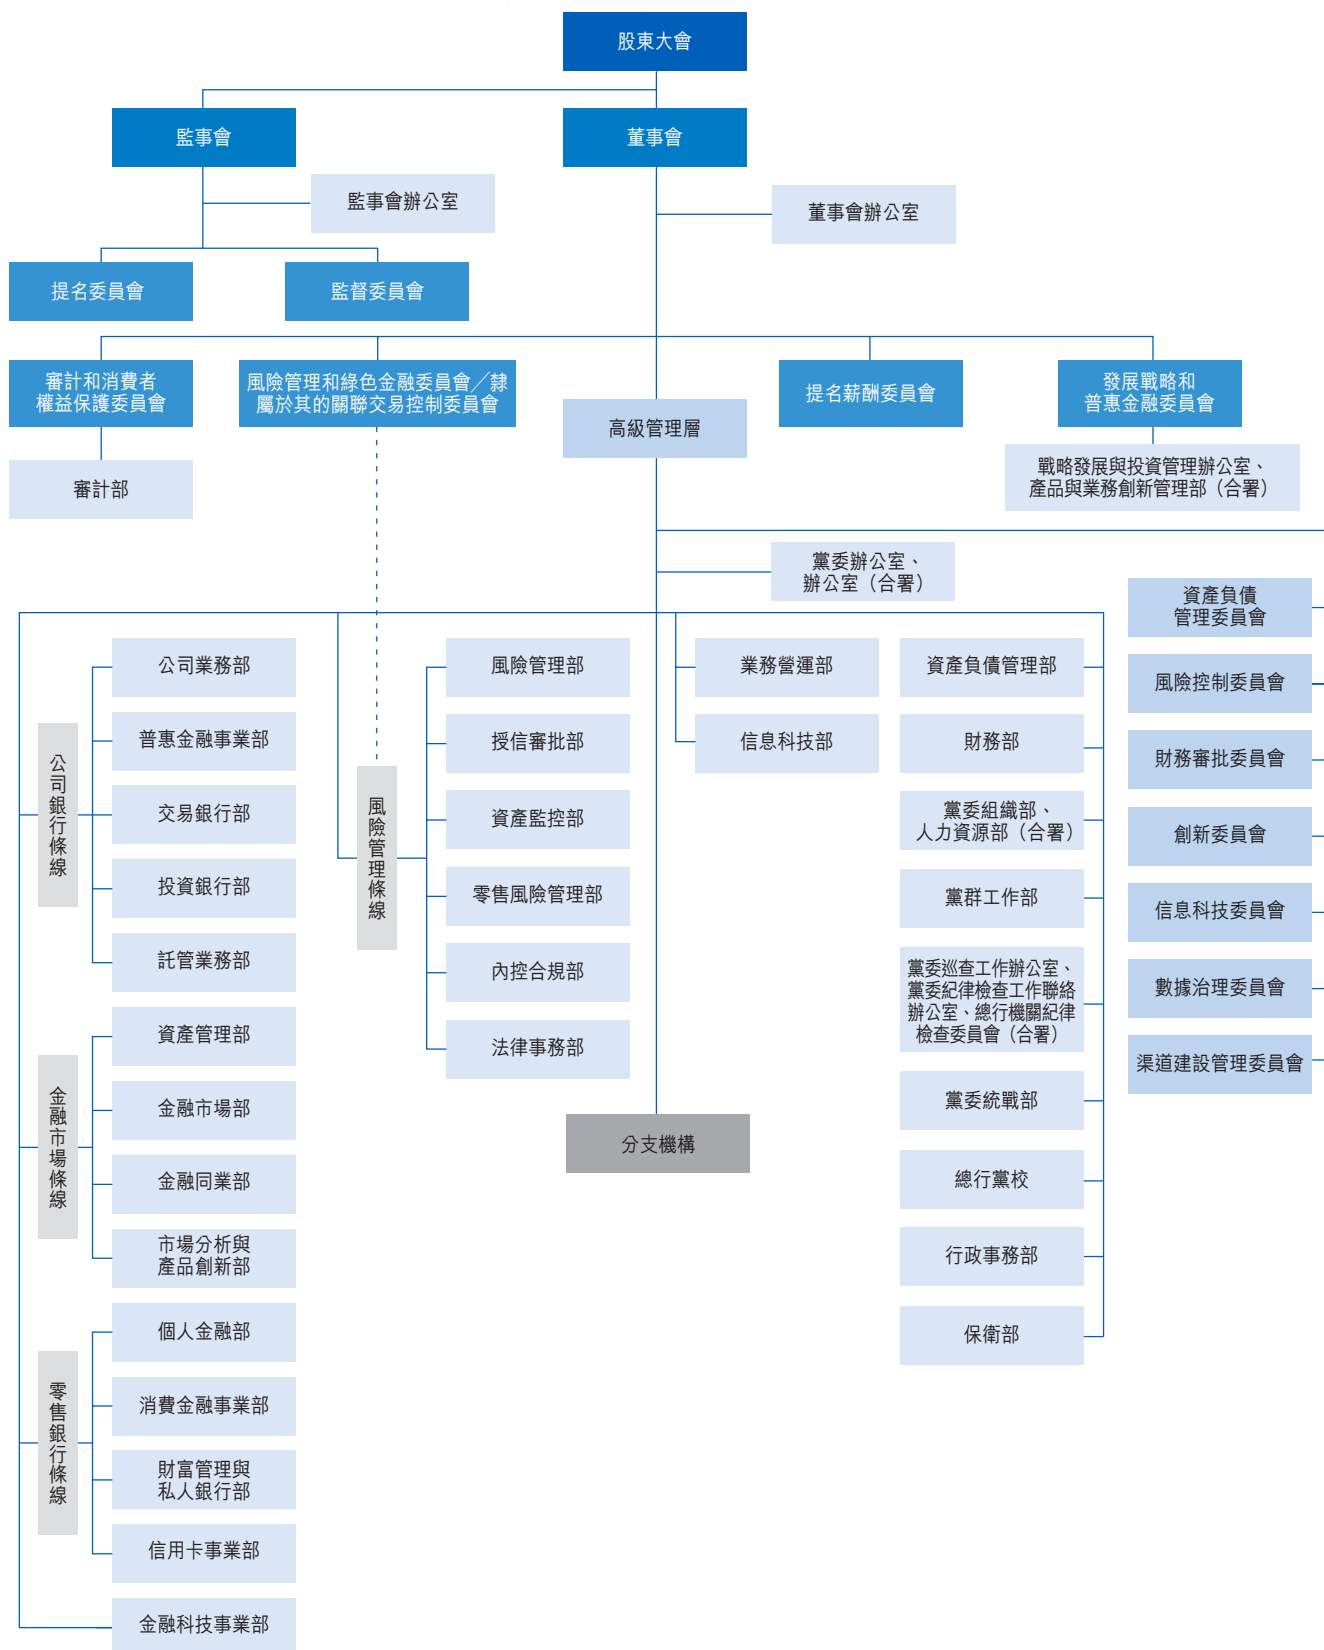 股東大會
監事會
董事會
監事會辦公室
董事會辦公室
提名委員會
監督委員會
審計和消費者
權益保護委員會
風險管理和綠色金融委員會／隸
屬於其的關聯交易控制委員會
高級管理層
提名薪酬委員會
發展戰略和
普惠金融委員會
審計部
戰略發展與投資管理辦公室、
產品與業務創新管理部（合署）
黨委辦公室、
辦公室（合署）
公司銀行條線
公司業務部
普惠金融事業部
交易銀行部
投資銀行部
託管業務部
金融市場條線
資產管理部
金融市場部
金融同業部
市場分析與
產品創新部
零售銀行條線
個人金融部
消費金融事業部
財富管理與
私人銀行部
信用卡事業部
金融科技事業部
風險管理條線
風險管理部
授信審批部
資產監控部
零售風險管理部
內控合規部
法律事務部
分支機構
業務營運部
信息科技部
資產負債管理部
財務部
黨委組織部、
人力資源部（合署）
黨群工作部
黨委巡查工作辦公室、
黨委紀律檢查工作聯絡
辦公室、總行機關紀律
檢查委員會（合署）
黨委統戰部
總行黨校
行政事務部
保衛部
資產負債
管理委員會
風險控制委員會
財務審批委員會
創新委員會
信息科技委員會
數據治理委員會
渠道建設管理委員會